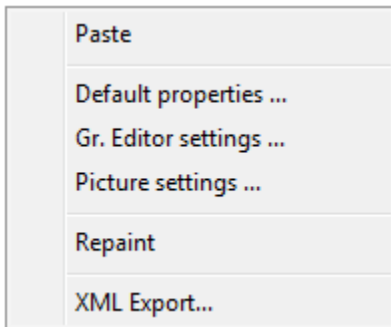 Paste
Default properties ...
Gr. Editor settings ...
Picture settings ...
Repaint
XML Export...